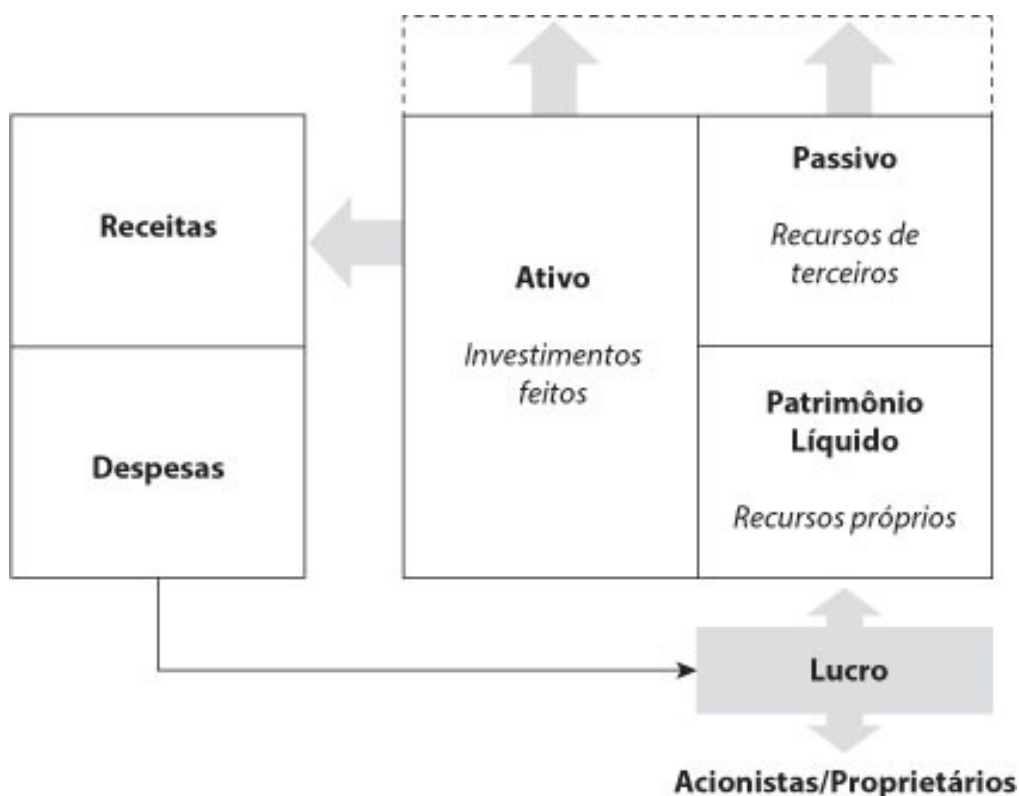 Receitas
Despesas
Ativo
Investimentos
feitos
Passivo
Recursos de
terceiros
Patrimônio
Líquido
Recursos próprios
Lucro
Acionistas/Proprietários